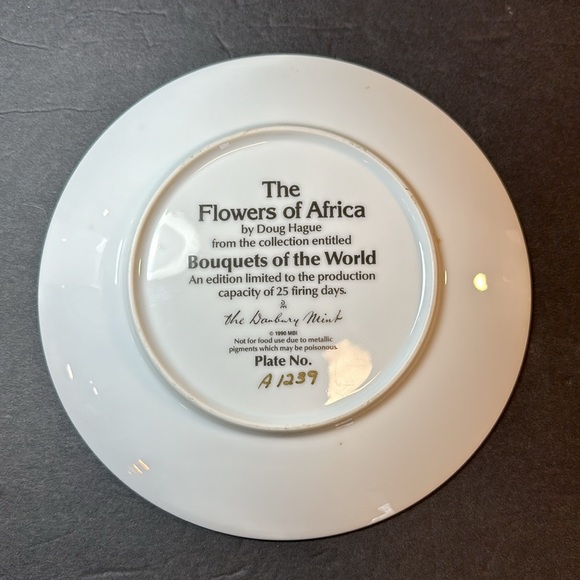 The
Flowers of Africa
by Doug Hague
from the collection entitled
Bouquets of the World
An edition limited to the production
capacity of 25 firing days.
the Danbury Mint
© 1990 MBI
Not for food use due to metallic
pigments which may be poisonous.
Plate No.
A 1239